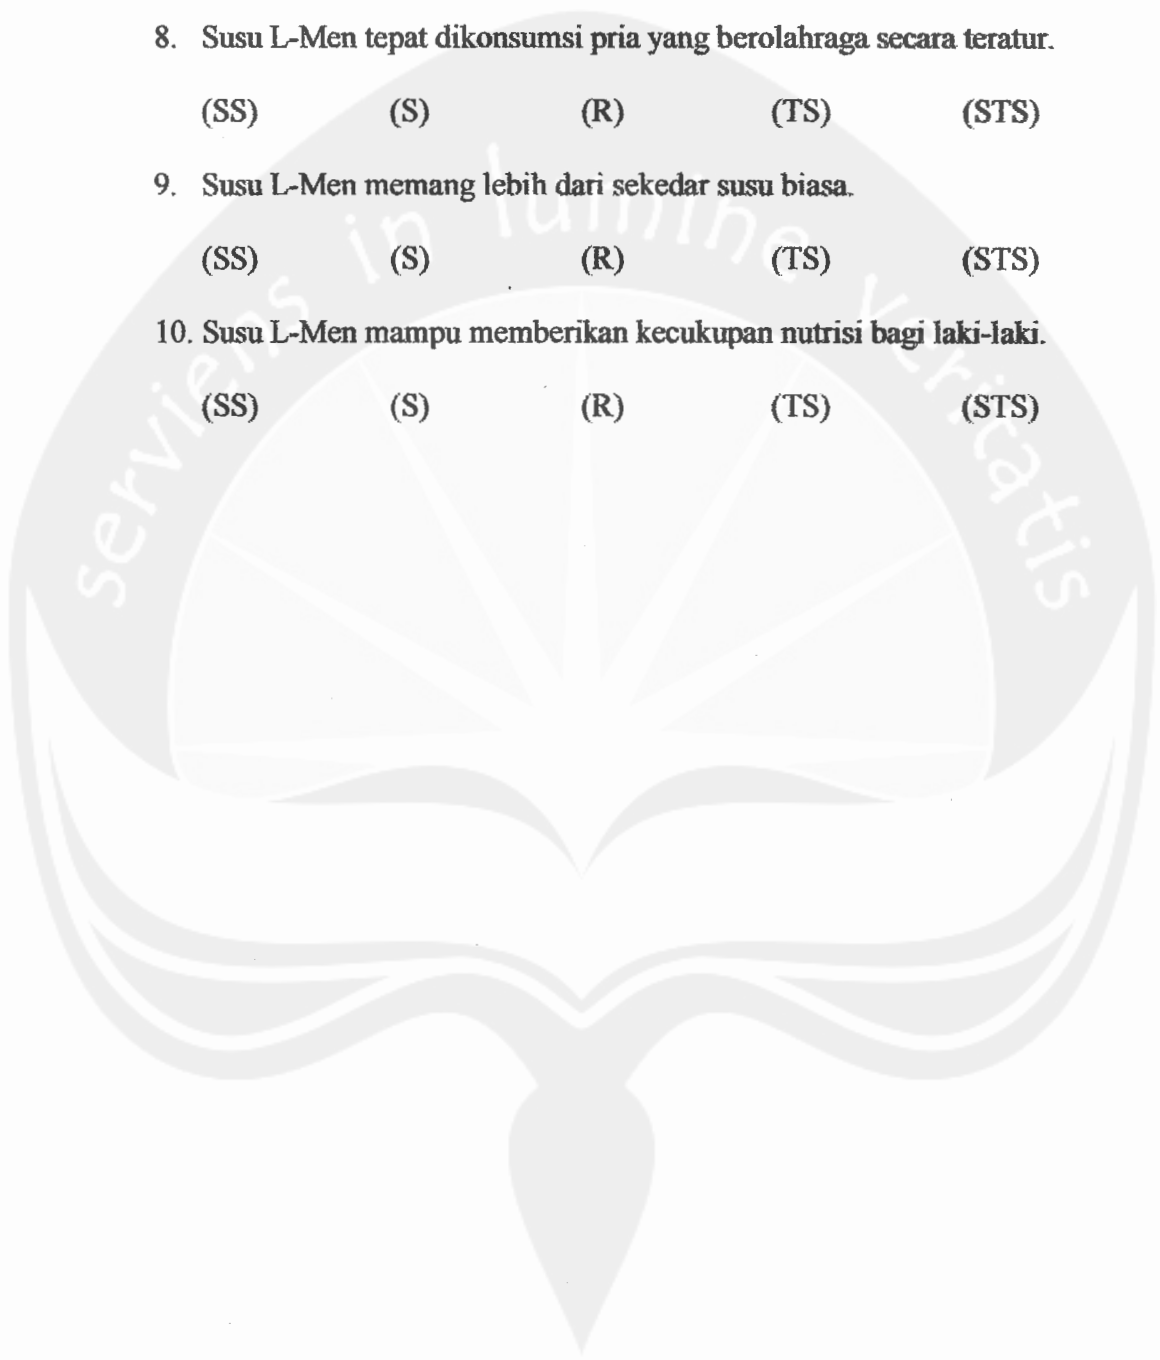 8. Susu L-Men tepat dikonsumsi pria yang berolahraga secara teratur.
(SS) (S) (R) (TS) (STS)
9. Susu L-Men memang lebih dari sekedar susu biasa.
(SS) (S) (R) (TS) (STS)
10. Susu L-Men mampu memberikan kecukupan nutrisi bagi laki-laki.
(SS) (S) (R) (TS) (STS)
serviens in lumine veritatis